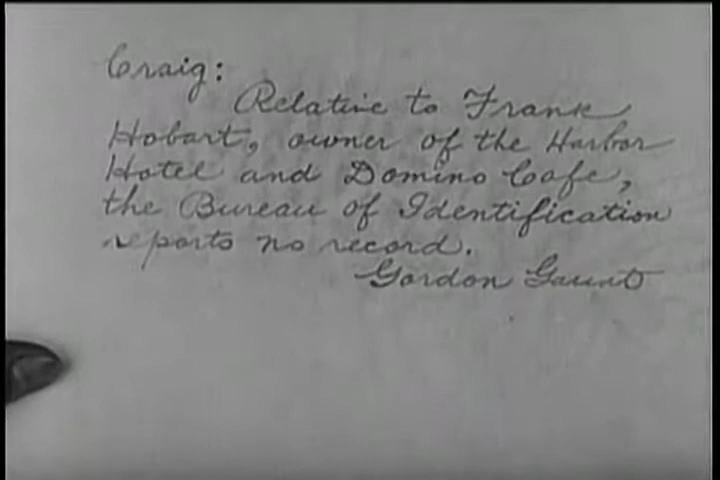 Craig:
Relative to Frank
Hobart, owner of the Harbor
Hotel and Domino Cafe,
the Bureau of Identification
reports no record.
Gordon Gaunt